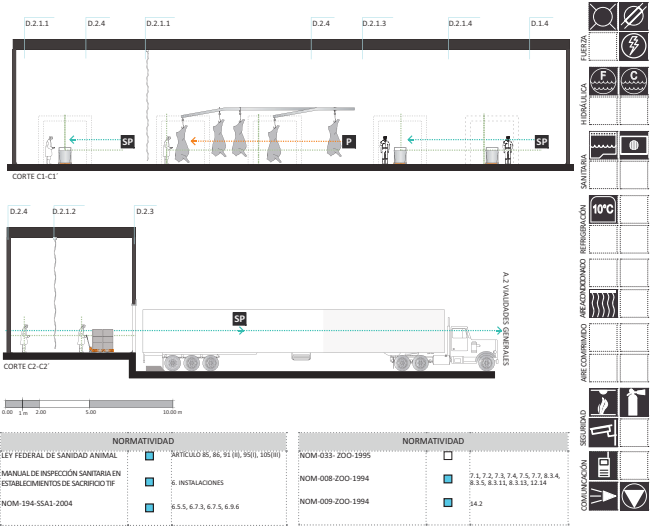 D.2.1.1 D.2.4 D.2.1.1 D.2.4 D.2.1.3 D.2.1.4 D.1.4
SP P SP
CORTE C1-C1´
D.2.4 D.2.1.2 D.2.3
SP
A.2 VIALIDADES GENERALES
CORTE C2-C2´
0.00 1 m 2.00 5.00 10.00 m
NORMATIVIDAD
LEY FEDERAL DE SANIDAD ANIMAL ARTÍCULO 85, 86, 91 (II), 95(I), 105(III)
MANUAL DE INSPECCIÓN SANITARIA EN
ESTABLECIMIENTOS DE SACRIFICIO TIF 6. INSTALACIONES
NOM-194-SSA1-2004 6.5.5, 6.7.3, 6.7.5, 6.9.6
NORMATIVIDAD
NOM-033- ZOO-1995
NOM-008-ZOO-1994 7.1, 7.2, 7.3, 7.4, 7.5, 7.7, 8.3.4,
8.3.5, 8.3.11, 8.3.13, 12.14
NOM-009-ZOO-1994 14.2
FUERZA
HIDRÁULICA
F C
SANITARIA
REFRIGERACIÓN
10°C
AIRE ACONDICIONADO
AIRE COMPRIMIDO
SEGURIDAD
COMUNICACIÓN